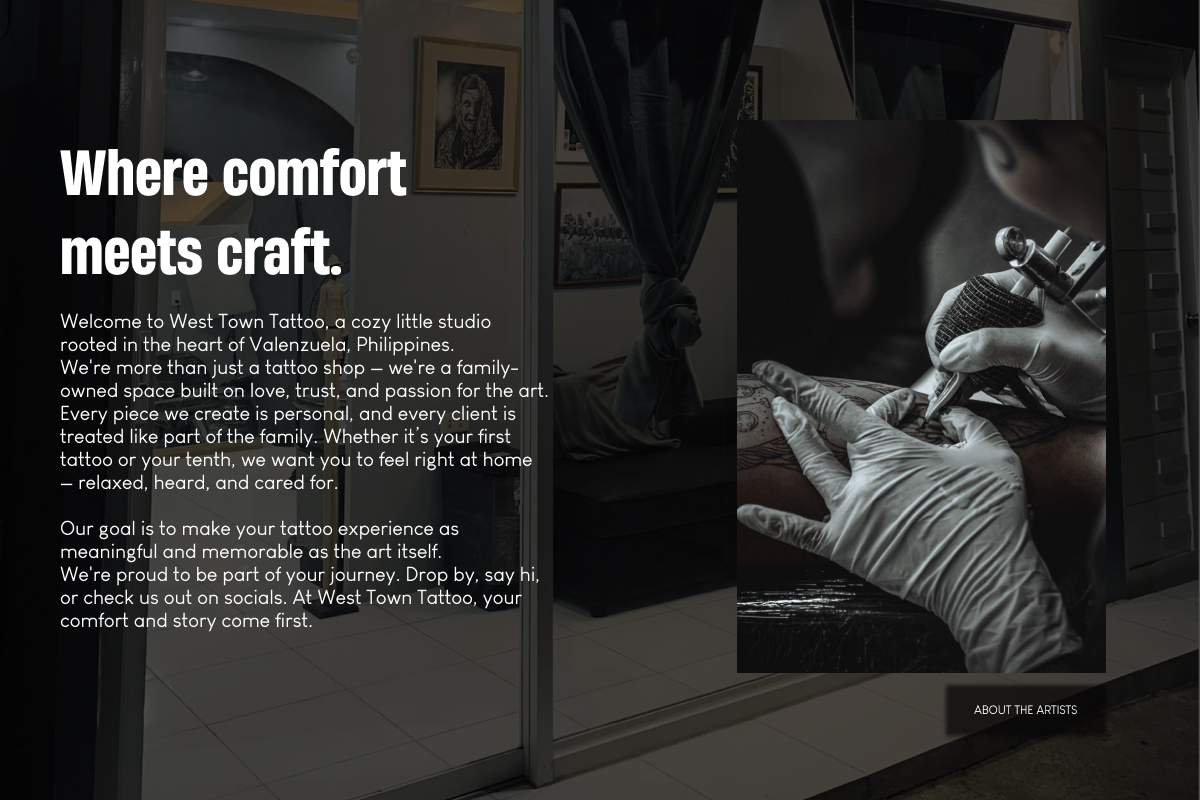 Where comfort
meets craft.
Welcome to West Town Tattoo, a cozy little studio
rooted in the heart of Valenzuela, Philippines.
We're more than just a tattoo shop – we're a family-
owned space built on love, trust, and passion for the art.
Every piece we create is personal, and every client is
treated like part of the family. Whether it’s your first
tattoo or your tenth, we want you to feel right at home
– relaxed, heard, and cared for.
Our goal is to make your tattoo experience as
meaningful and memorable as the art itself.
We're proud to be part of your journey. Drop by, say hi,
or check us out on socials. At West Town Tattoo, your
comfort and story come first.
ABOUT THE ARTISTS